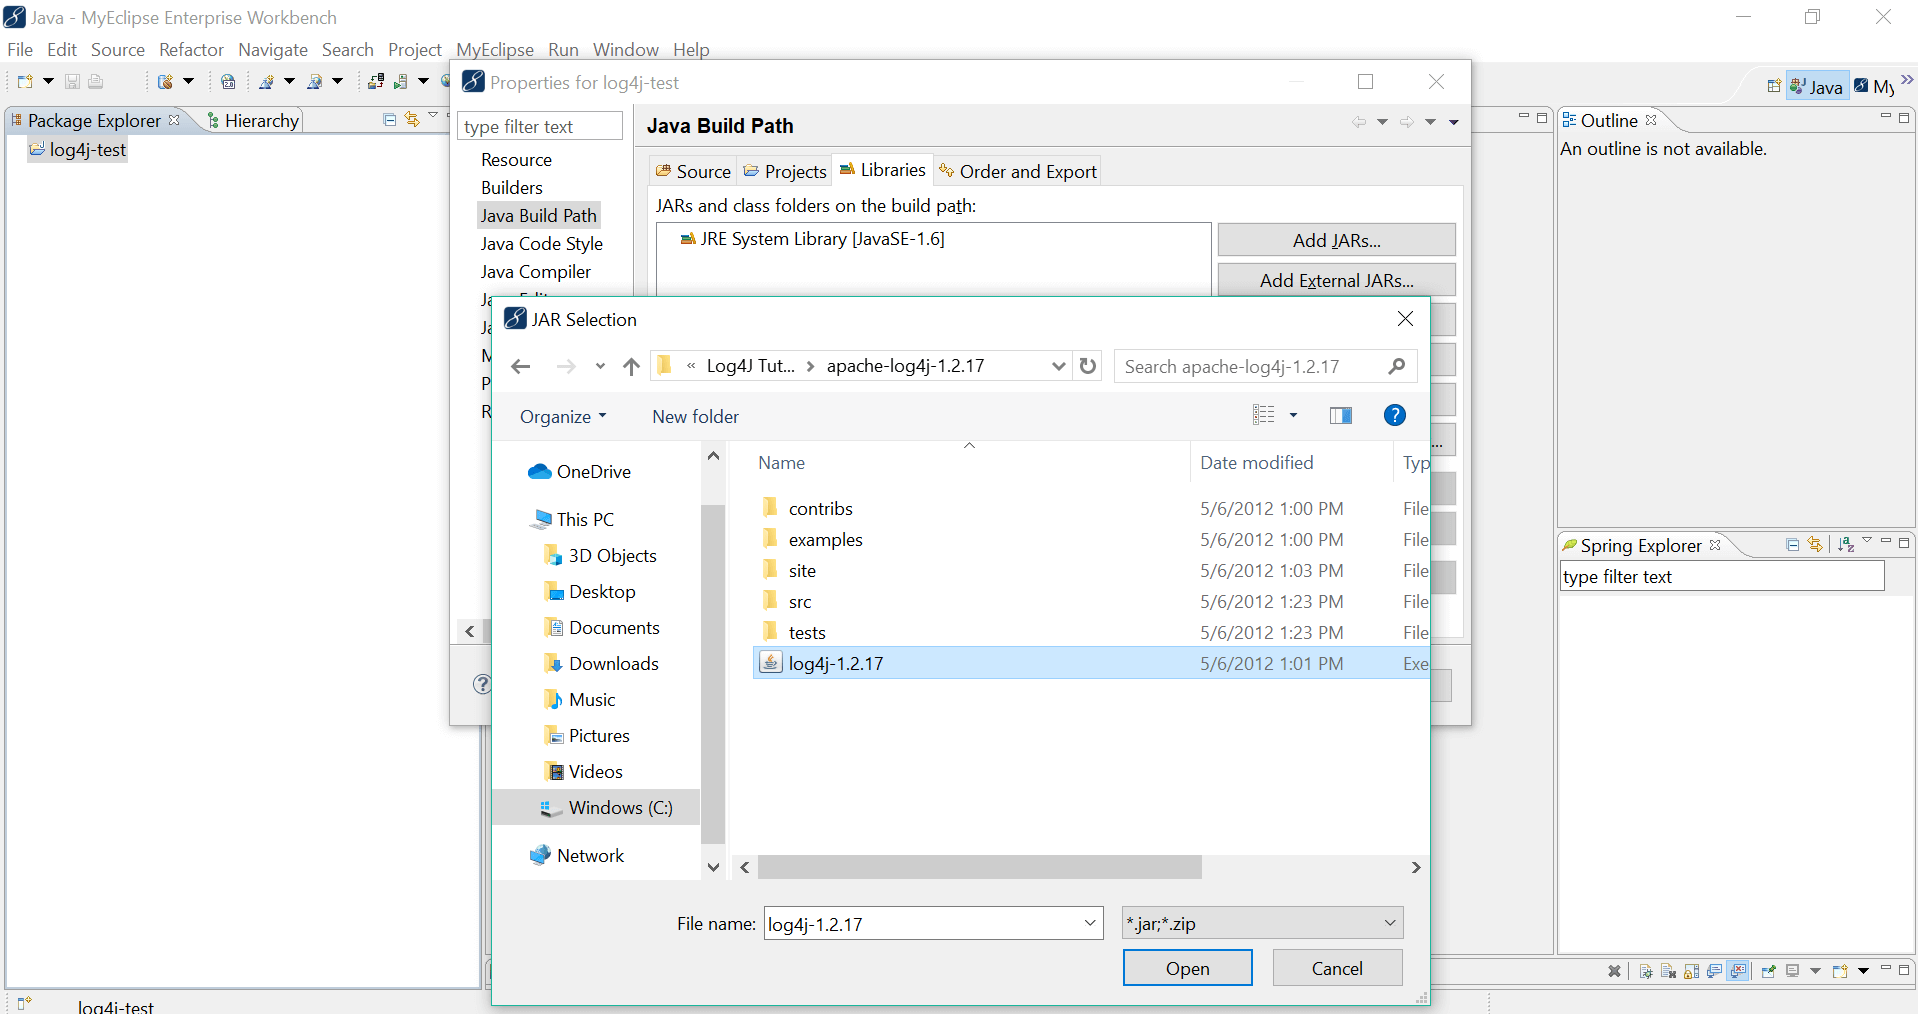 Java - MyEclipse Enterprise Workbench
File Edit Source Refactor Navigate Search Project MyEclipse Run Window Help
Properties for log4j-test
Java My
Package Explorer Hierarchy
log4j-test
type filter text
Resource
Builders
Java Build Path
Java Code Style
Java Compiler
Java Build Path
Source Projects Libraries Order and Export
JARs and class folders on the build path:
JRE System Library [JavaSE-1.6]
Add JARs...
Add External JARs...
...
JAR Selection
« Log4J Tut... > apache-log4j-1.2.17
Search apache-log4j-1.2.17
Organize New folder
OneDrive
This PC
3D Objects
Desktop
Documents
Downloads
Music
Pictures
Videos
Windows (C:)
Network
Name Date modified Typ
contribs 5/6/2012 1:00 PM File
examples 5/6/2012 1:00 PM File
site 5/6/2012 1:03 PM File
src 5/6/2012 1:23 PM File
tests 5/6/2012 1:23 PM File
log4j-1.2.17 5/6/2012 1:01 PM Exe
File name: log4j-1.2.17 *.jar;*.zip
Open Cancel
Outline
An outline is not available.
Spring Explorer
type filter text
log4j-test